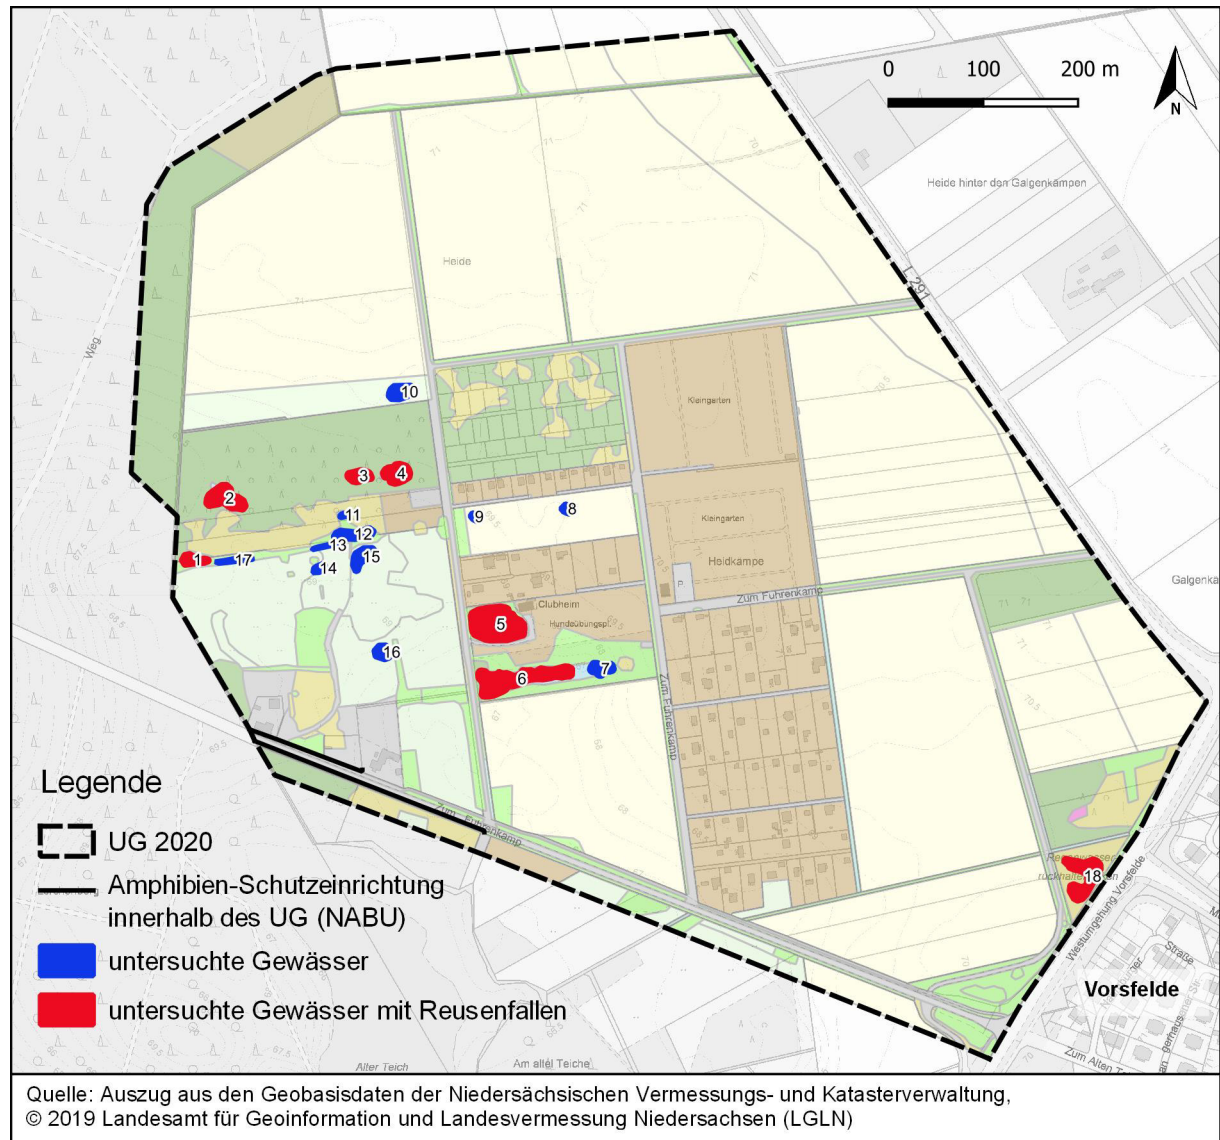 0 100 200 m
N
Heide hinter den Galgenkämpen
L 291
Heide
Weg
Kleingarten
Kleingarten
Heidkampe
P
Zum Fuhrenkamp
Galgenka
Clubheim
Hundeübungspl.
10
3
4
2
11
9
8
12
13
1
17
14
15
5
16
6
7
Zum Fuhrenkamp
18
Zum Fuhrenkamp
Westumgehung Vorsfelde
Straße
Vorsfelde
Legende
UG 2020
Amphibien-Schutzeinrichtung
innerhalb des UG (NABU)
untersuchte Gewässer
untersuchte Gewässer mit Reusenfallen
Alter Teich
Am alten Teiche
Zum Alten
Quelle: Auszug aus den Geobasisdaten der Niedersächsischen Vermessungs- und Katasterverwaltung,
© 2019 Landesamt für Geoinformation und Landesvermessung Niedersachsen (LGLN)